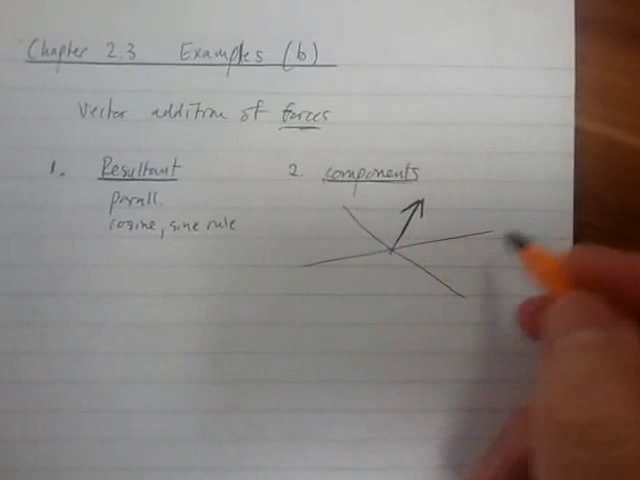 Chapter 2.3 Examples (b)
Vector addition of forces
1. Resultant
parall.
cosine, sine rule
2. components